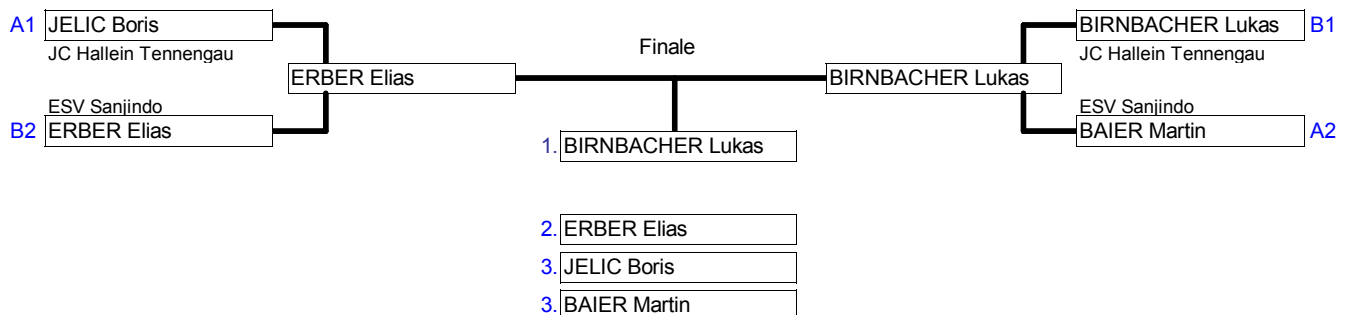 A1 JELIC Boris
JC Hallein Tennengau
ERBER Elias
ESV Sanjindo
B2 ERBER Elias
Finale
BIRNBACHER Lukas B1
JC Hallein Tennengau
BIRNBACHER Lukas
ESV Sanjindo
BAIER Martin A2
1. BIRNBACHER Lukas
2. ERBER Elias
3. JELIC Boris
3. BAIER Martin